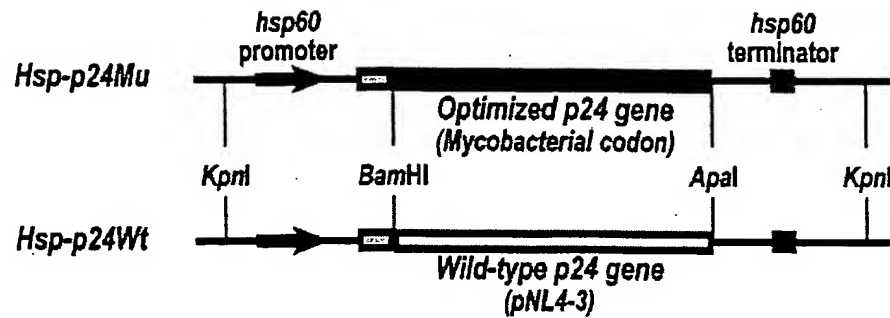 hsp60 promoter
hsp60 terminator
Hsp-p24Mu
Optimized p24 gene
(Mycobacterial codon)
KpnI BamHI ApaI KpnI
Hsp-p24Wt
Wild-type p24 gene
(pNL4-3)